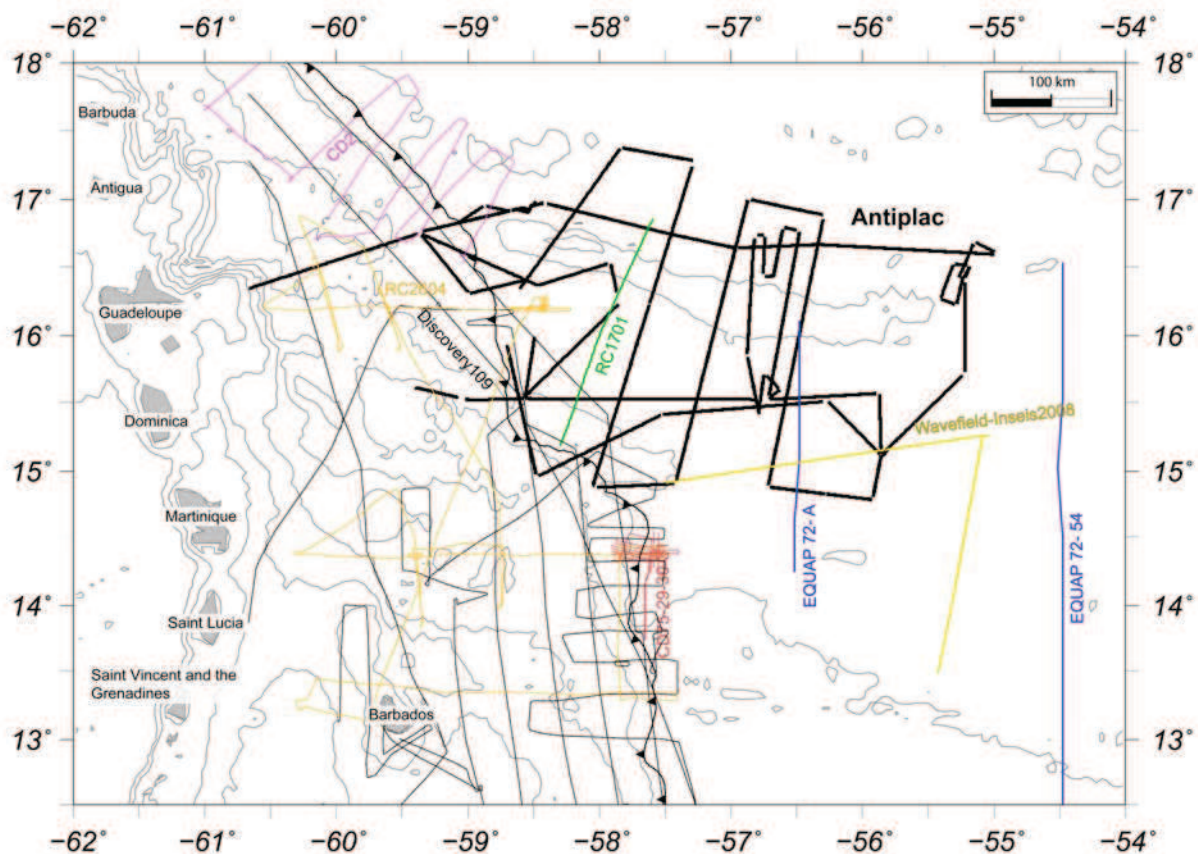 −62˚ −61˚ −60˚ −59˚ −58˚ −57˚ −56˚ −55˚ −54˚
18˚ 18˚
100 km
Barbuda
CD2
17˚ 17˚
Antigua
Antiplac
RC2604
Guadeloupe
16˚ 16˚
Discovery109
RC1701
Dominica
Wavefield-Inseis2008
15˚ 15˚
Martinique
EQUAP 72- A
EQUAP 72- 54
14˚ 14˚
Saint Lucia
Saint Vincent and the
Grenadines
Barbados
13˚ 13˚
−62˚ −61˚ −60˚ −59˚ −58˚ −57˚ −56˚ −55˚ −54˚